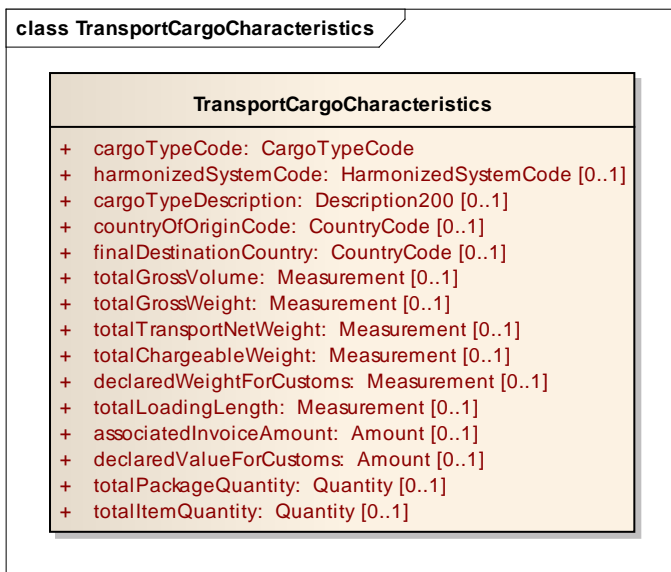 class TransportCargoCharacteristics
TransportCargoCharacteristics
+ cargoTypeCode: CargoTypeCode
+ harmonizedSystemCode: HarmonizedSystemCode [0..1]
+ cargoTypeDescription: Description200 [0..1]
+ countryOfOriginCode: CountryCode [0..1]
+ finalDestinationCountry: CountryCode [0..1]
+ totalGrossVolume: Measurement [0..1]
+ totalGrossWeight: Measurement [0..1]
+ totalTransportNetWeight: Measurement [0..1]
+ totalChargeableWeight: Measurement [0..1]
+ declaredWeightForCustoms: Measurement [0..1]
+ totalLoadingLength: Measurement [0..1]
+ associatedInvoiceAmount: Amount [0..1]
+ declaredValueForCustoms: Amount [0..1]
+ totalPackageQuantity: Quantity [0..1]
+ totalItemQuantity: Quantity [0..1]